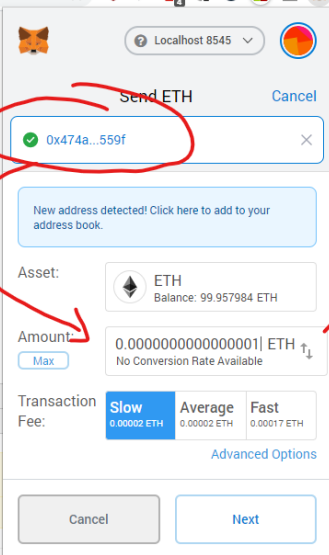 4
Localhost 8545
Send ETH
Cancel
0x474a...559f
New address detected! Click here to add to your
address book.
Asset:
ETH
Balance: 99.957984 ETH
Amount:
Max
0.0000000000000001 ETH
No Conversion Rate Available
Transaction
Fee:
Slow
0.00002 ETH
Average
0.00002 ETH
Fast
0.00017 ETH
Advanced Options
Cancel
Next